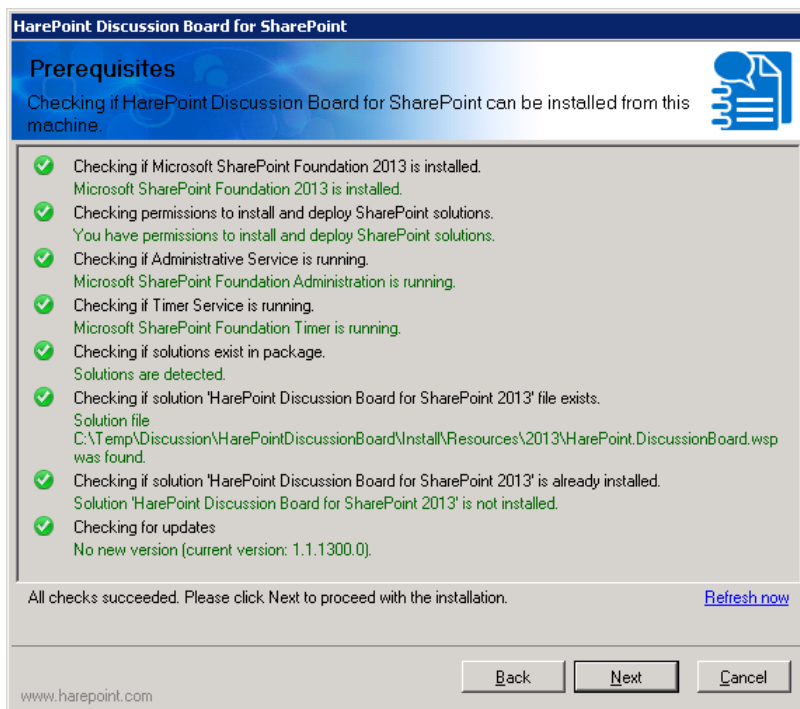 HarePoint Discussion Board for SharePoint
Prerequisites
Checking if HarePoint Discussion Board for SharePoint can be installed from this
machine.
Checking if Microsoft SharePoint Foundation 2013 is installed.
Microsoft SharePoint Foundation 2013 is installed.
Checking permissions to install and deploy SharePoint solutions.
You have permissions to install and deploy SharePoint solutions.
Checking if Administrative Service is running.
Microsoft SharePoint Foundation Administration is running.
Checking if Timer Service is running.
Microsoft SharePoint Foundation Timer is running.
Checking if solutions exist in package.
Solutions are detected.
Checking if solution 'HarePoint Discussion Board for SharePoint 2013' file exists.
Solution file
C:\Temp\Discussion\HarePointDiscussionBoard\Install\Resources\2013\HarePoint.DiscussionBoard.wsp
was found.
Checking if solution 'HarePoint Discussion Board for SharePoint 2013' is already installed.
Solution 'HarePoint Discussion Board for SharePoint 2013' is not installed.
Checking for updates
No new version (current version: 1.1.1300.0).
All checks succeeded. Please click Next to proceed with the installation.
Refresh now
Back
Next
Cancel
www.harepoint.com